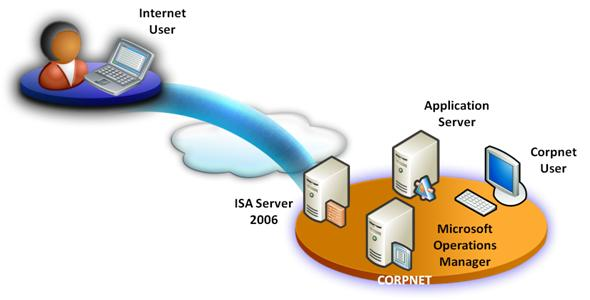 Internet
User
Application
Server
Corpnet
User
ISA Server
2006
Microsoft
Operations
Manager
CORPNET